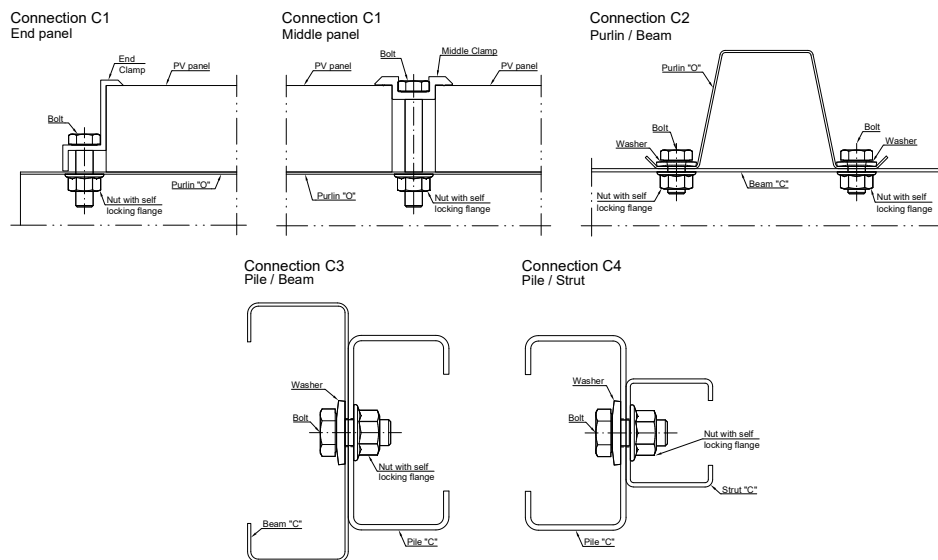 Connection C1
End panel
End
Clamp
PV panel
Bolt
Purlin "O"
Nut with self
locking flange
Connection C1
Middle panel
Bolt
Middle Clamp
PV panel
PV panel
Purlin "O"
Nut with self
locking flange
Connection C2
Purlin / Beam
Purlin "O"
Bolt
Washer
Bolt
Washer
Beam "C"
Nut with self
locking flange
Nut with self
locking flange
Connection C3
Pile / Beam
Washer
Bolt
Nut with self
locking flange
Beam "C"
Pile "C"
Connection C4
Pile / Strut
Washer
Bolt
Nut with self
locking flange
Strut "C"
Pile "C"